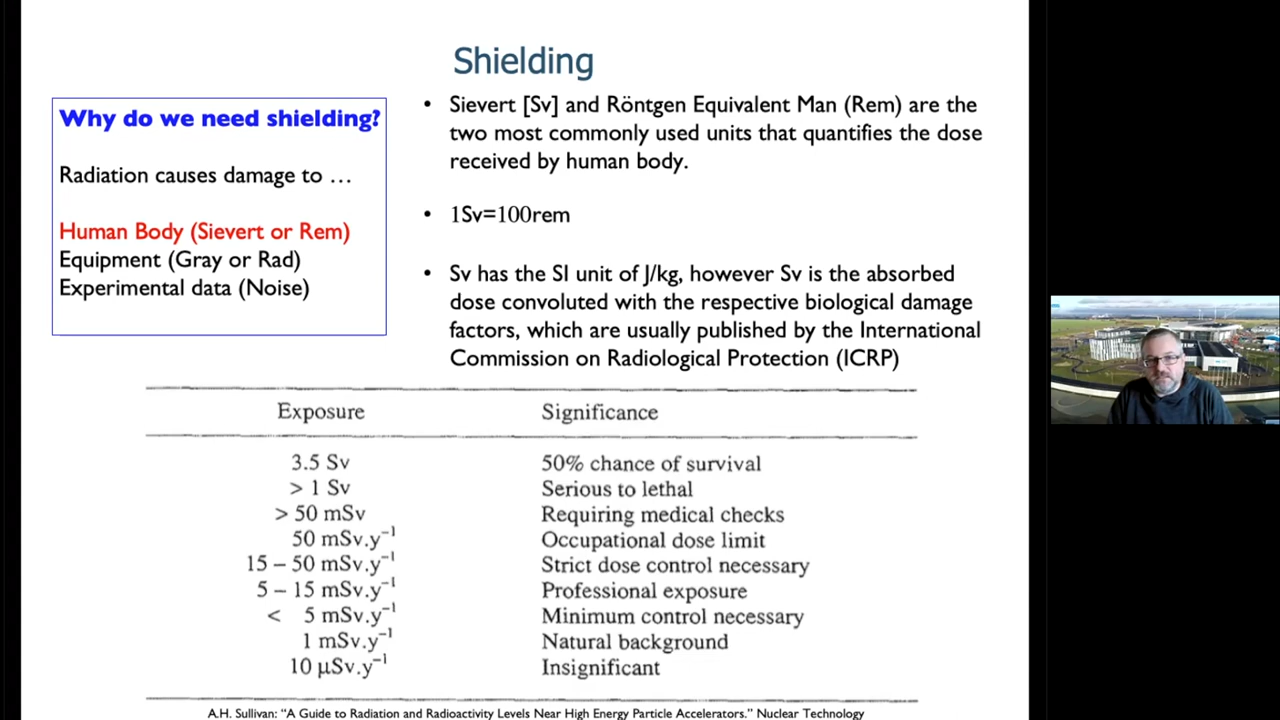 Shielding
Why do we need shielding?
Radiation causes damage to …
Human Body (Sievert or Rem)
Equipment (Gray or Rad)
Experimental data (Noise)
• Sievert [Sv] and Röntgen Equivalent Man (Rem) are the
two most commonly used units that quantifies the dose
received by human body.
• 1Sv=100rem
• Sv has the SI unit of J/kg, however Sv is the absorbed
dose convoluted with the respective biological damage
factors, which are usually published by the International
Commission on Radiological Protection (ICRP)
Exposure Significance
3.5 Sv 50% chance of survival
> 1 Sv Serious to lethal
> 50 mSv Requiring medical checks
50 mSv.y⁻¹ Occupational dose limit
15 – 50 mSv.y⁻¹ Strict dose control necessary
5 – 15 mSv.y⁻¹ Professional exposure
< 5 mSv.y⁻¹ Minimum control necessary
1 mSv.y⁻¹ Natural background
10 µSv.y⁻¹ Insignificant
A.H. Sullivan: “A Guide to Radiation and Radioactivity Levels Near High Energy Particle Accelerators.” Nuclear Technology